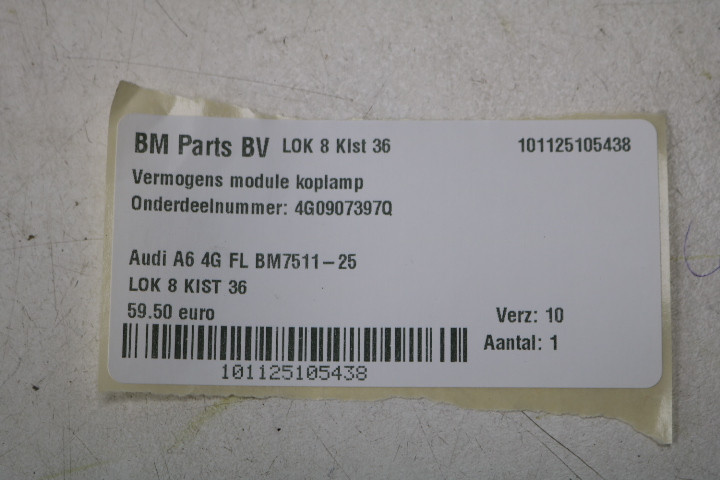 BM Parts BV LOK 8 KIst 36 101125105438
Vermogens module koplamp
Onderdeelnummer: 4G0907397Q
Audi A6 4G FL BM7511-25
LOK 8 KIST 36
59.50 euro Verz: 10
Aantal: 1
101125105438